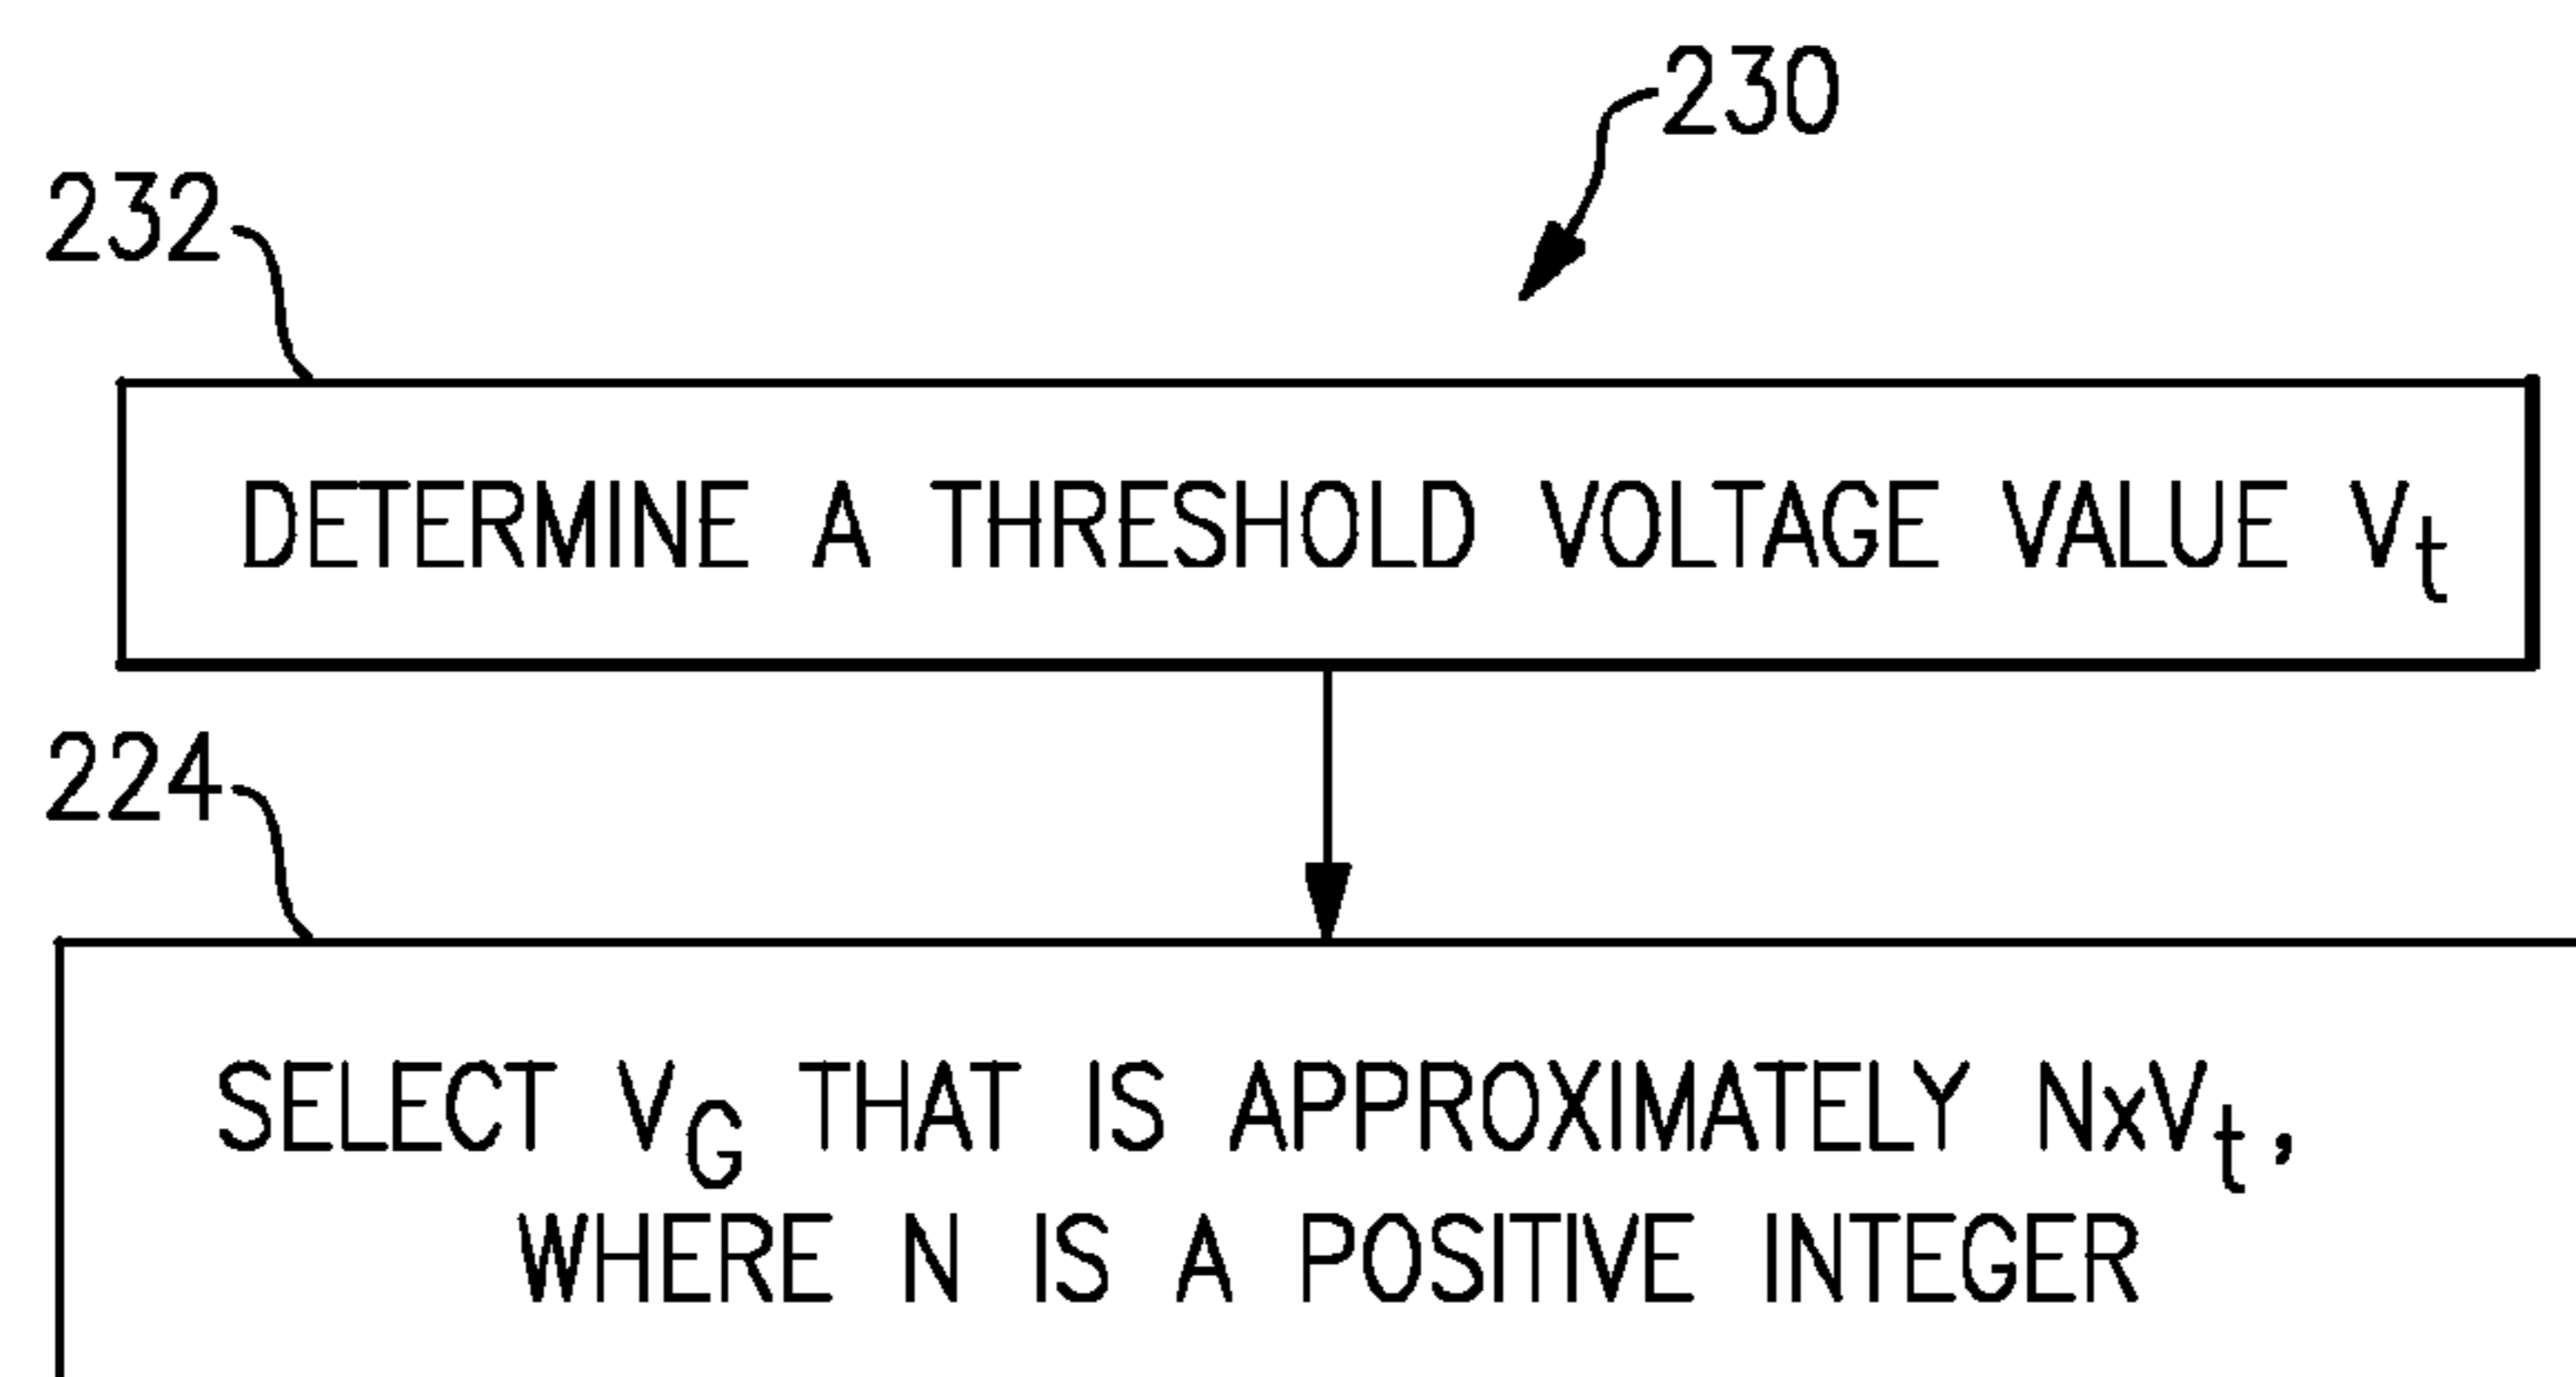 230
232
DETERMINE A THRESHOLD VOLTAGE VALUE Vt
224
SELECT VG THAT IS APPROXIMATELY NxVt,
WHERE N IS A POSITIVE INTEGER